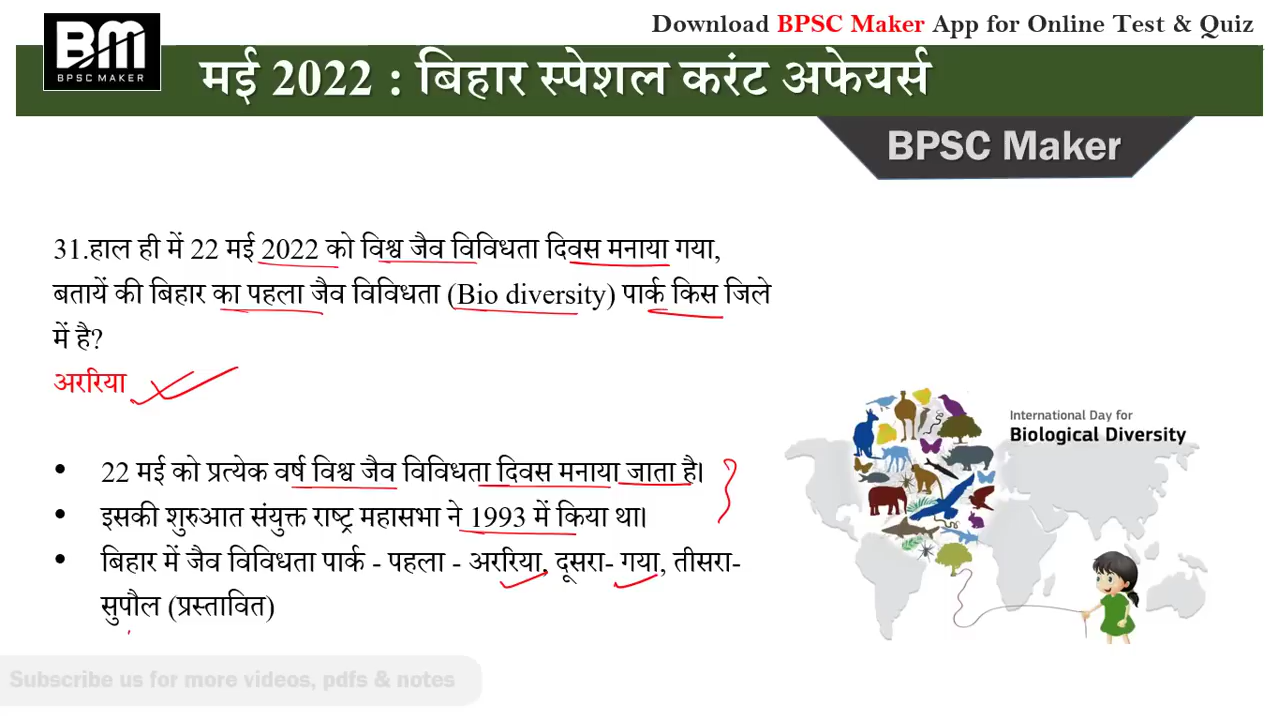 Download BPSC Maker App for Online Test & Quiz
BM
BPSC MAKER
मई 2022 : बिहार स्पेशल करंट अफेयर्स
BPSC Maker
31.हाल ही में 22 मई 2022 को विश्व जैव विविधता दिवस मनाया गया,
बतायें की बिहार का पहला जैव विविधता (Bio diversity) पार्क किस जिले
में है?
अररिया
• 22 मई को प्रत्येक वर्ष विश्व जैव विविधता दिवस मनाया जाता है।
• इसकी शुरुआत संयुक्त राष्ट्र महासभा ने 1993 में किया था।
• बिहार में जैव विविधता पार्क - पहला - अररिया, दूसरा- गया, तीसरा-
सुपौल (प्रस्तावित)
International Day for
Biological Diversity
Subscribe us for more videos, pdfs & notes